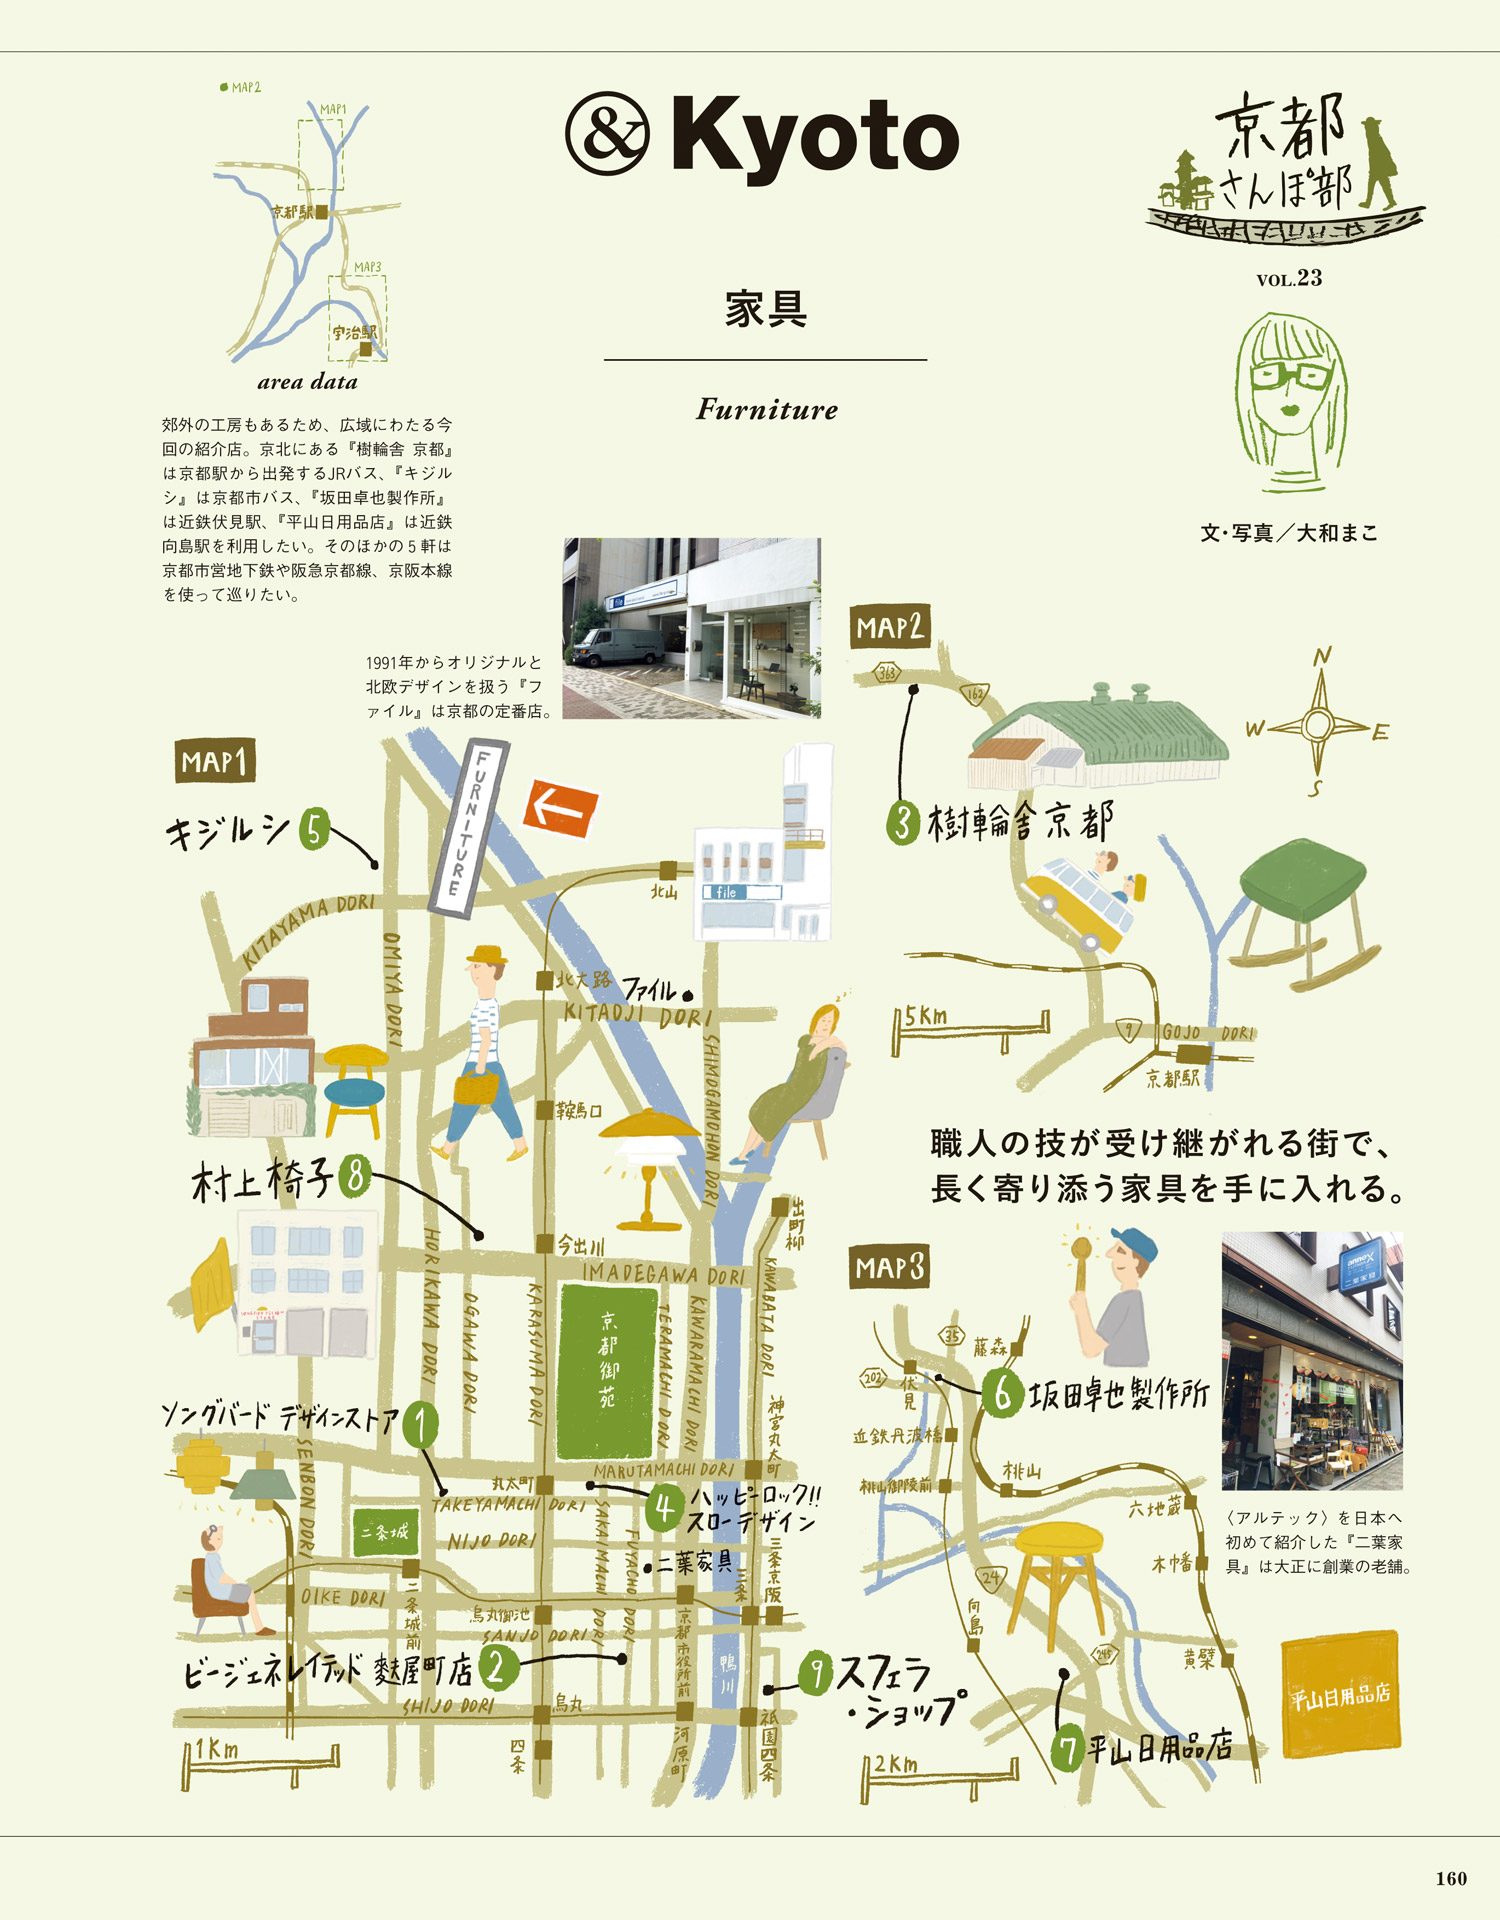 MAP2
MAP1
京都駅
MAP3
宇治駅
area data
郊外の工房もあるため、広域にわたる今
回の紹介店。京北にある『樹輪舎 京都』
は京都駅から出発するJRバス、『キジル
シ』は京都市バス、『坂田卓也製作所』
は近鉄伏見駅、『平山日用品店』は近鉄
向島駅を利用したい。そのほかの5軒は
京都市営地下鉄や阪急京都線、京阪本線
を使って巡りたい。
& Kyoto
家具
Furniture
京都
さんぽ部
VOL.23
文・写真／大和まこ
1991年からオリジナルと
北欧デザインを扱う『フ
ァイル』は京都の定番店。
file
MAP1
FURNITURE
キジルシ 5
北山
file
KITAYAMA DORI
OMIYA DORI
北大路
ファイル
KITAOJI DORI
SHIMOGAMOHON DORI
鞍馬口
村上椅子 8
出町柳
今出川
IMADEGAWA DORI
HORIKAWA DORI
OGAWA DORI
KARASUMA DORI
京都御苑
TERAMACHI DORI
KAWARAMACHI DORI
KAWABATA DORI
神宮丸太町
ソングバード デザインストア 1
SENBON DORI
丸太町
MARUTAMACHI DORI
TAKEYAMACHI DORI
4 ハッピーロック!!
スローデザイン
二条城
NIJO DORI
SAKAIMACHI DORI
FUYACHO DORI
二葉家具
三条
三条京阪
OIKE DORI
二条城前
烏丸御池
SANJO DORI
京都市役所前
鴨川
ビージェネレイテッド 麩屋町店 2
9 スフェラ
・ショップ
SHIJO DORI
烏丸
四条
河原町
祇園四条
1Km
MAP2
363
162
N
W
E
S
3 樹輪舎京都
5Km
9
GOJO DORI
京都駅
職人の技が受け継がれる街で、
長く寄り添う家具を手に入れる。
MAP3
35
藤森
202
伏見
6 坂田卓也製作所
近鉄丹波橋
桃山御陵前
桃山
六地蔵
木幡
24
向島
245
黄檗
7 平山日用品店
平山日用品店
2Km
annex
二葉家具
〈アルテック〉を日本へ
初めて紹介した『二葉家
具』は大正に創業の老舗。
160